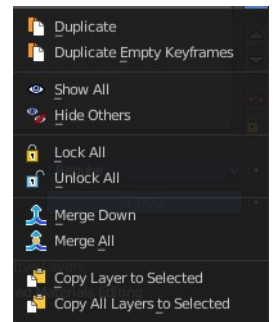 Duplicate
Duplicate Empty Keyframes
Show All
Hide Others
Lock All
Unlock All
Merge Down
Merge All
Copy Layer to Selected
Copy All Layers to Selected